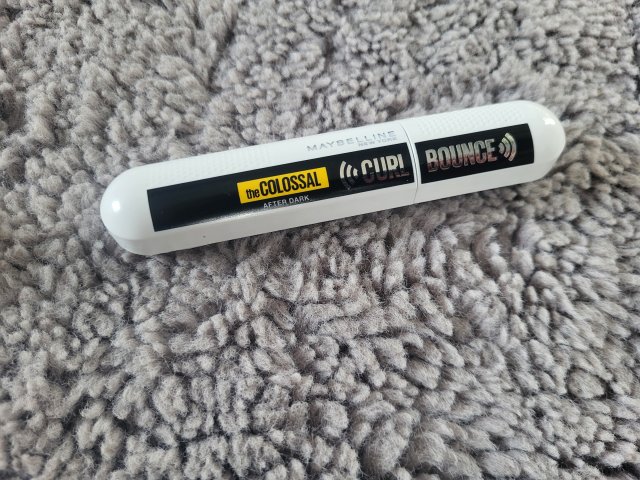 MAYBELLINE
NEW YORK
the COLOSSAL
CURL BOUNCE
AFTER DARK